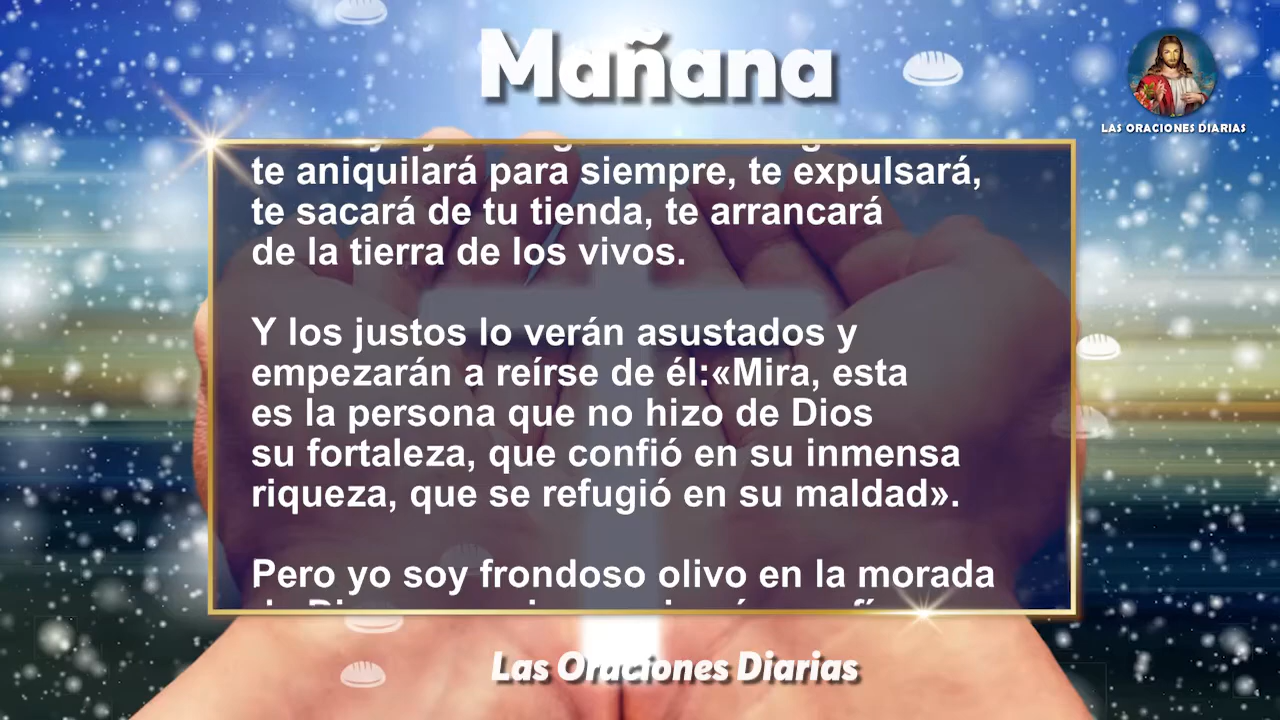 Mañana
LAS ORACIONES DIARIAS
te aniquilará para siempre, te expulsará,
te sacará de tu tienda, te arrancará
de la tierra de los vivos.
Y los justos lo verán asustados y
empezarán a reírse de él:«Mira, esta
es la persona que no hizo de Dios
su fortaleza, que confió en su inmensa
riqueza, que se refugió en su maldad».
Pero yo soy frondoso olivo en la morada
Las Oraciones Diarias